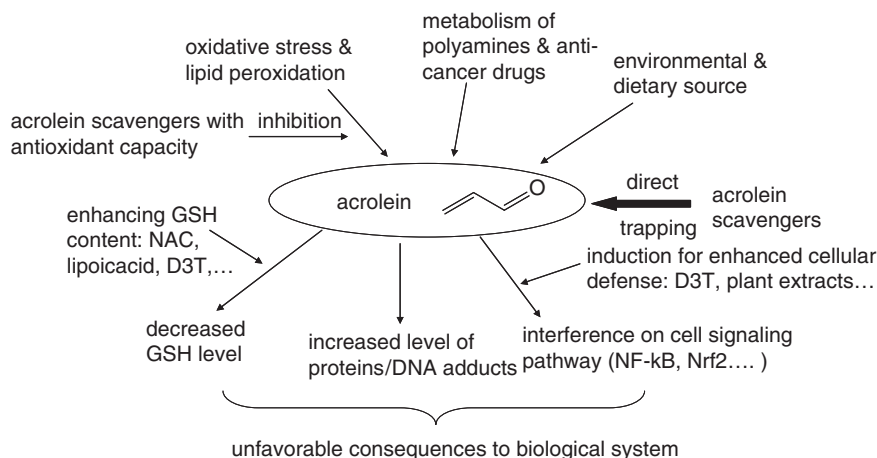 oxidative stress &
lipid peroxidation
metabolism of
polyamines & anti-
cancer drugs
environmental &
dietary source
acrolein scavengers with
antioxidant capacity
inhibition
acrolein
O
direct
trapping
acrolein
scavengers
enhancing GSH
content: NAC,
lipoicacid, D3T,...
induction for enhanced cellular
defense: D3T, plant extracts...
decreased
GSH level
increased level of
proteins/DNA adducts
interference on cell signaling
pathway (NF-kB, Nrf2.... )
unfavorable consequences to biological system